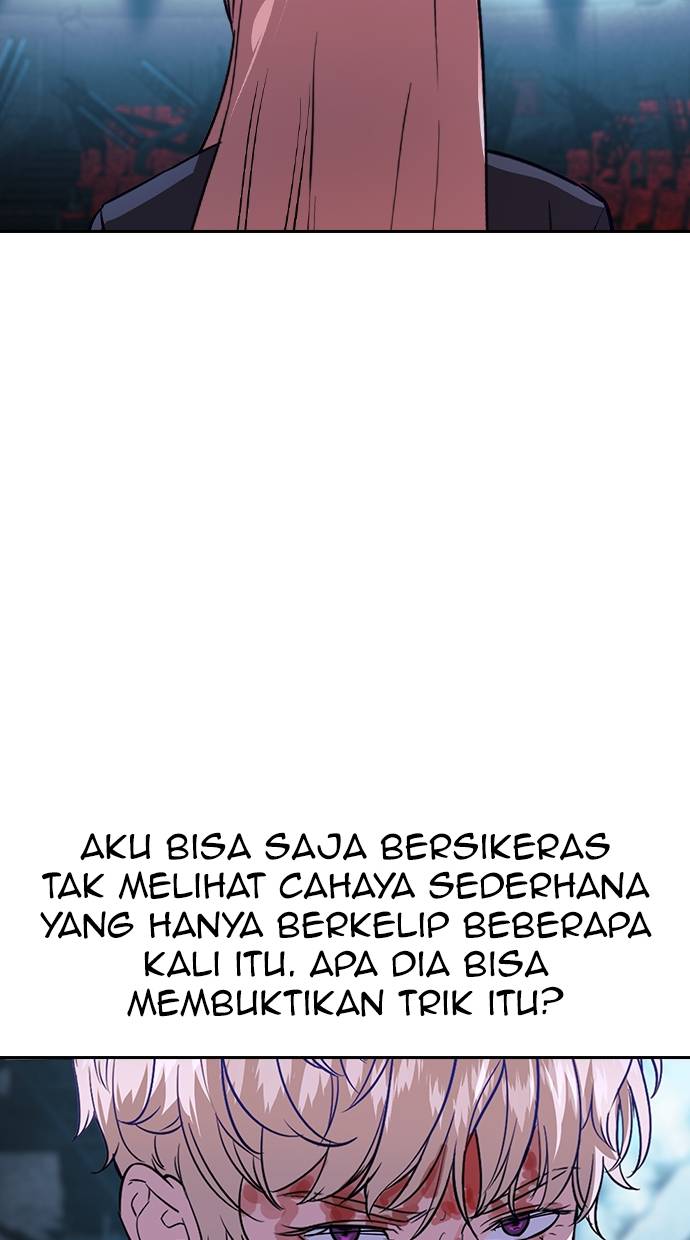 AKU BISA SAJA BERSIKERAS
TAK MELIHAT CAHAYA SEDERHANA
YANG HANYA BERKELIP BEBERAPA
KALI ITU. APA DIA BISA
MEMBUKTIKAN TRIK ITU?